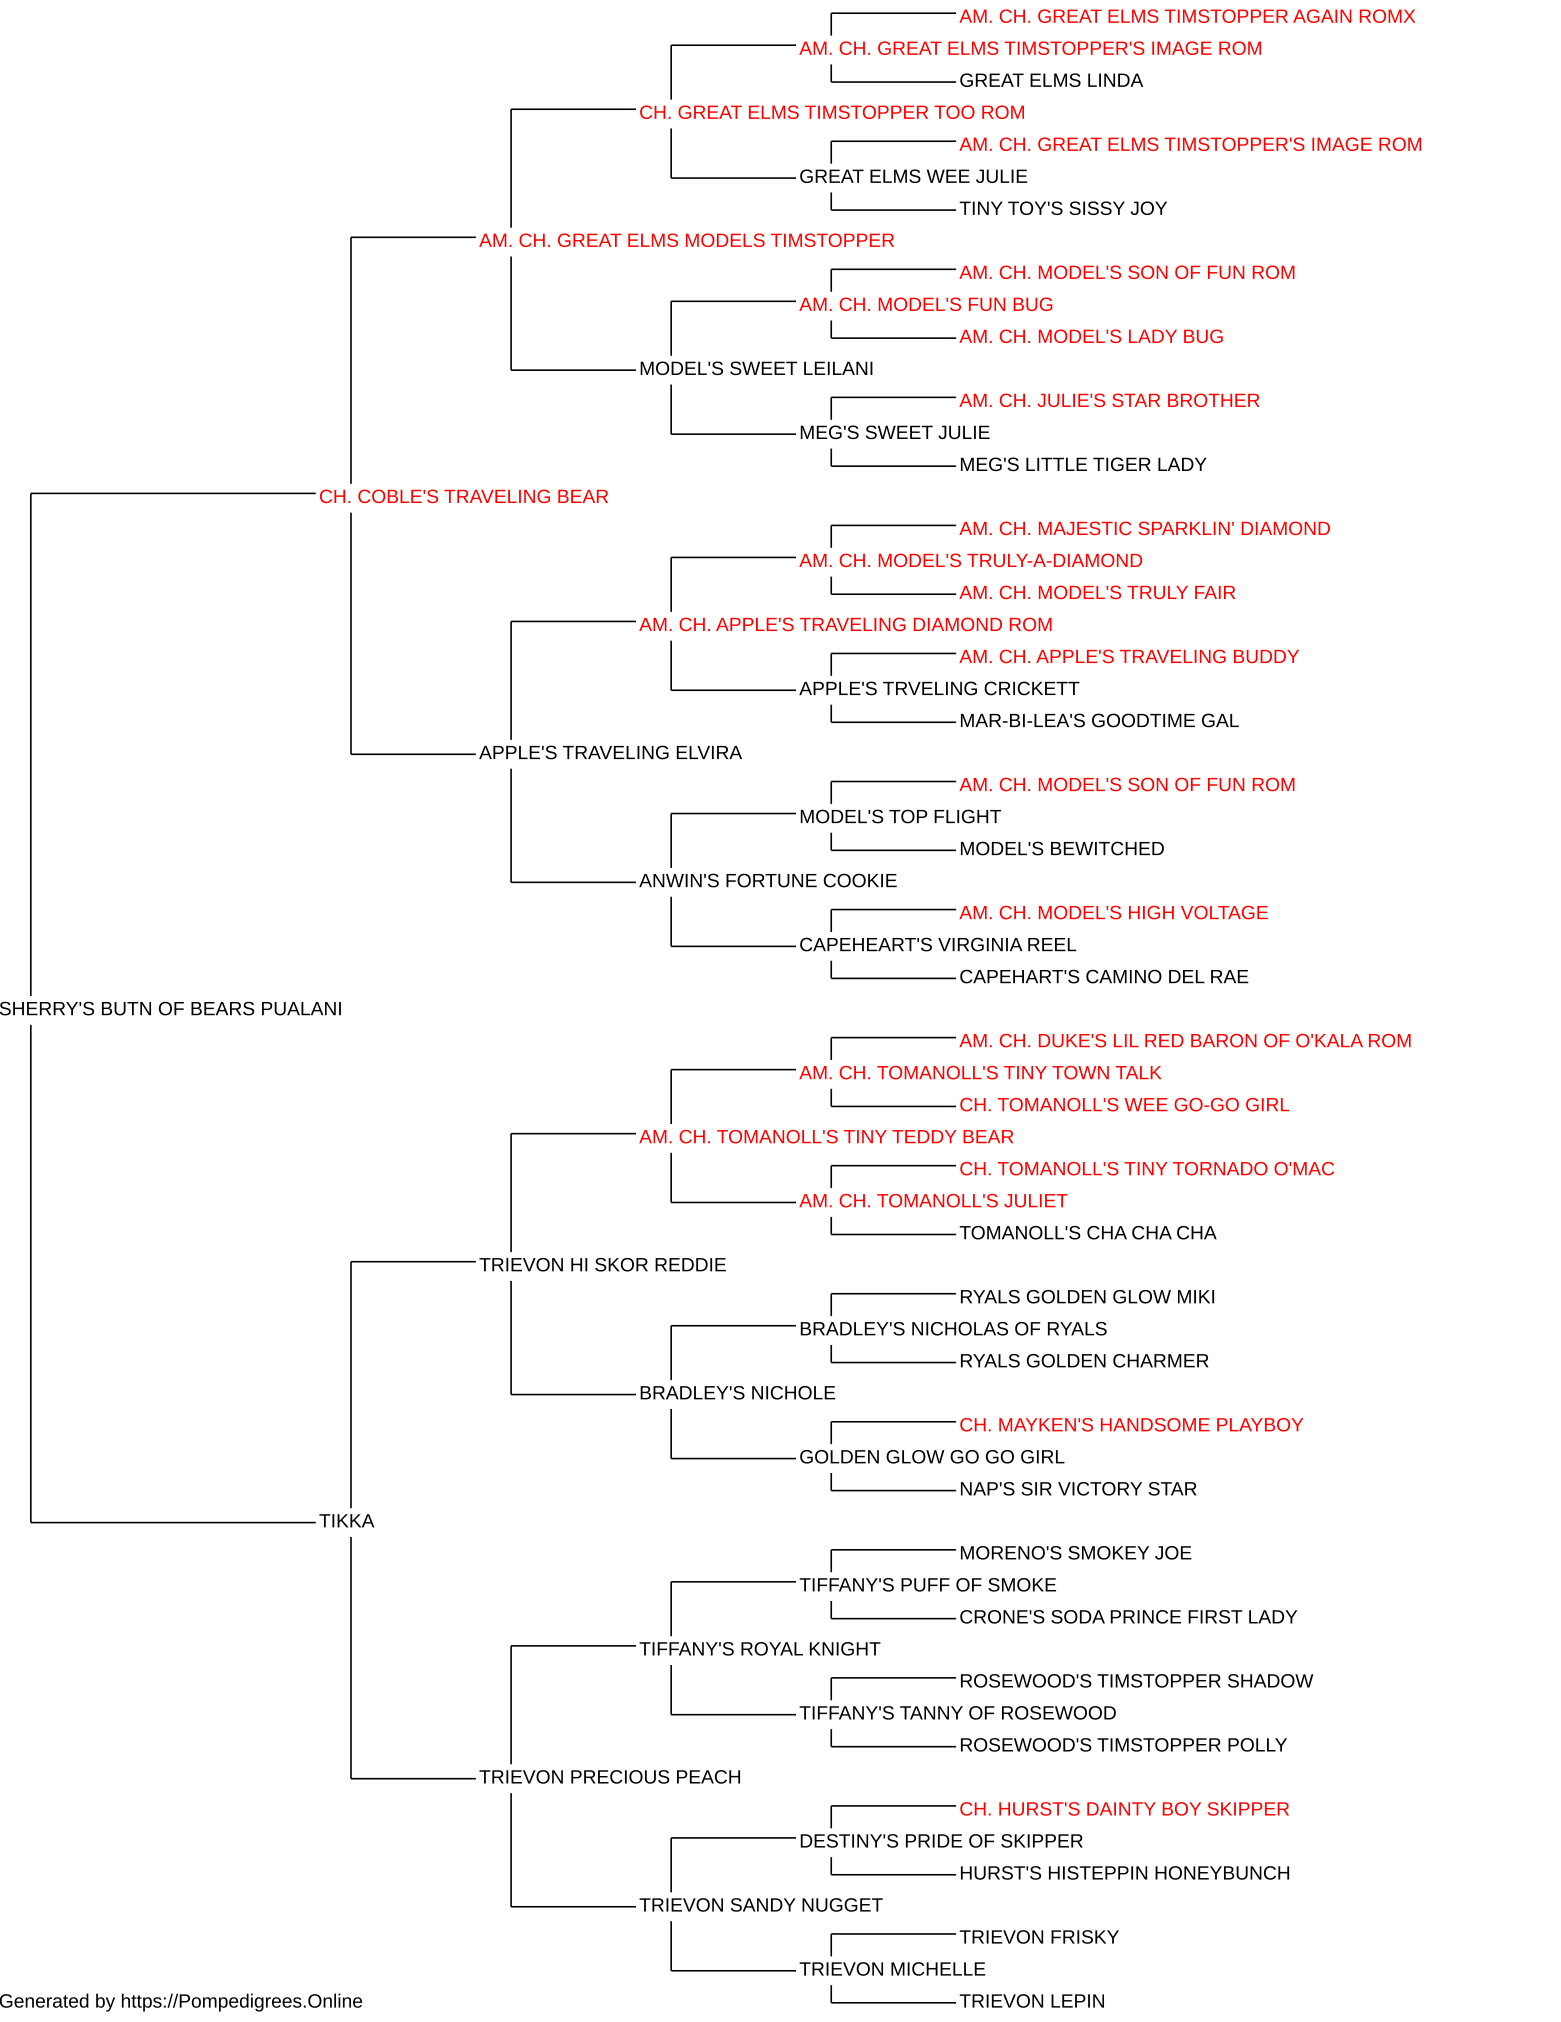 AM. CH. GREAT ELMS TIMSTOPPER AGAIN ROMX
AM. CH. GREAT ELMS TIMSTOPPER'S IMAGE ROM
GREAT ELMS LINDA
CH. GREAT ELMS TIMSTOPPER TOO ROM
AM. CH. GREAT ELMS TIMSTOPPER'S IMAGE ROM
GREAT ELMS WEE JULIE
TINY TOY'S SISSY JOY
AM. CH. GREAT ELMS MODELS TIMSTOPPER
AM. CH. MODEL'S SON OF FUN ROM
AM. CH. MODEL'S FUN BUG
AM. CH. MODEL'S LADY BUG
MODEL'S SWEET LEILANI
AM. CH. JULIE'S STAR BROTHER
MEG'S SWEET JULIE
MEG'S LITTLE TIGER LADY
CH. COBLE'S TRAVELING BEAR
AM. CH. MAJESTIC SPARKLIN' DIAMOND
AM. CH. MODEL'S TRULY-A-DIAMOND
AM. CH. MODEL'S TRULY FAIR
AM. CH. APPLE'S TRAVELING DIAMOND ROM
AM. CH. APPLE'S TRAVELING BUDDY
APPLE'S TRVELING CRICKETT
MAR-BI-LEA'S GOODTIME GAL
APPLE'S TRAVELING ELVIRA
AM. CH. MODEL'S SON OF FUN ROM
MODEL'S TOP FLIGHT
MODEL'S BEWITCHED
ANWIN'S FORTUNE COOKIE
AM. CH. MODEL'S HIGH VOLTAGE
CAPEHEART'S VIRGINIA REEL
CAPEHART'S CAMINO DEL RAE
SHERRY'S BUTN OF BEARS PUALANI
AM. CH. DUKE'S LIL RED BARON OF O'KALA ROM
AM. CH. TOMANOLL'S TINY TOWN TALK
CH. TOMANOLL'S WEE GO-GO GIRL
AM. CH. TOMANOLL'S TINY TEDDY BEAR
CH. TOMANOLL'S TINY TORNADO O'MAC
AM. CH. TOMANOLL'S JULIET
TOMANOLL'S CHA CHA CHA
TRIEVON HI SKOR REDDIE
RYALS GOLDEN GLOW MIKI
BRADLEY'S NICHOLAS OF RYALS
RYALS GOLDEN CHARMER
BRADLEY'S NICHOLE
CH. MAYKEN'S HANDSOME PLAYBOY
GOLDEN GLOW GO GO GIRL
NAP'S SIR VICTORY STAR
TIKKA
MORENO'S SMOKEY JOE
TIFFANY'S PUFF OF SMOKE
CRONE'S SODA PRINCE FIRST LADY
TIFFANY'S ROYAL KNIGHT
ROSEWOOD'S TIMSTOPPER SHADOW
TIFFANY'S TANNY OF ROSEWOOD
ROSEWOOD'S TIMSTOPPER POLLY
TRIEVON PRECIOUS PEACH
CH. HURST'S DAINTY BOY SKIPPER
DESTINY'S PRIDE OF SKIPPER
HURST'S HISTEPPIN HONEYBUNCH
TRIEVON SANDY NUGGET
TRIEVON FRISKY
TRIEVON MICHELLE
TRIEVON LEPIN
Generated by https://Pompedigrees.Online